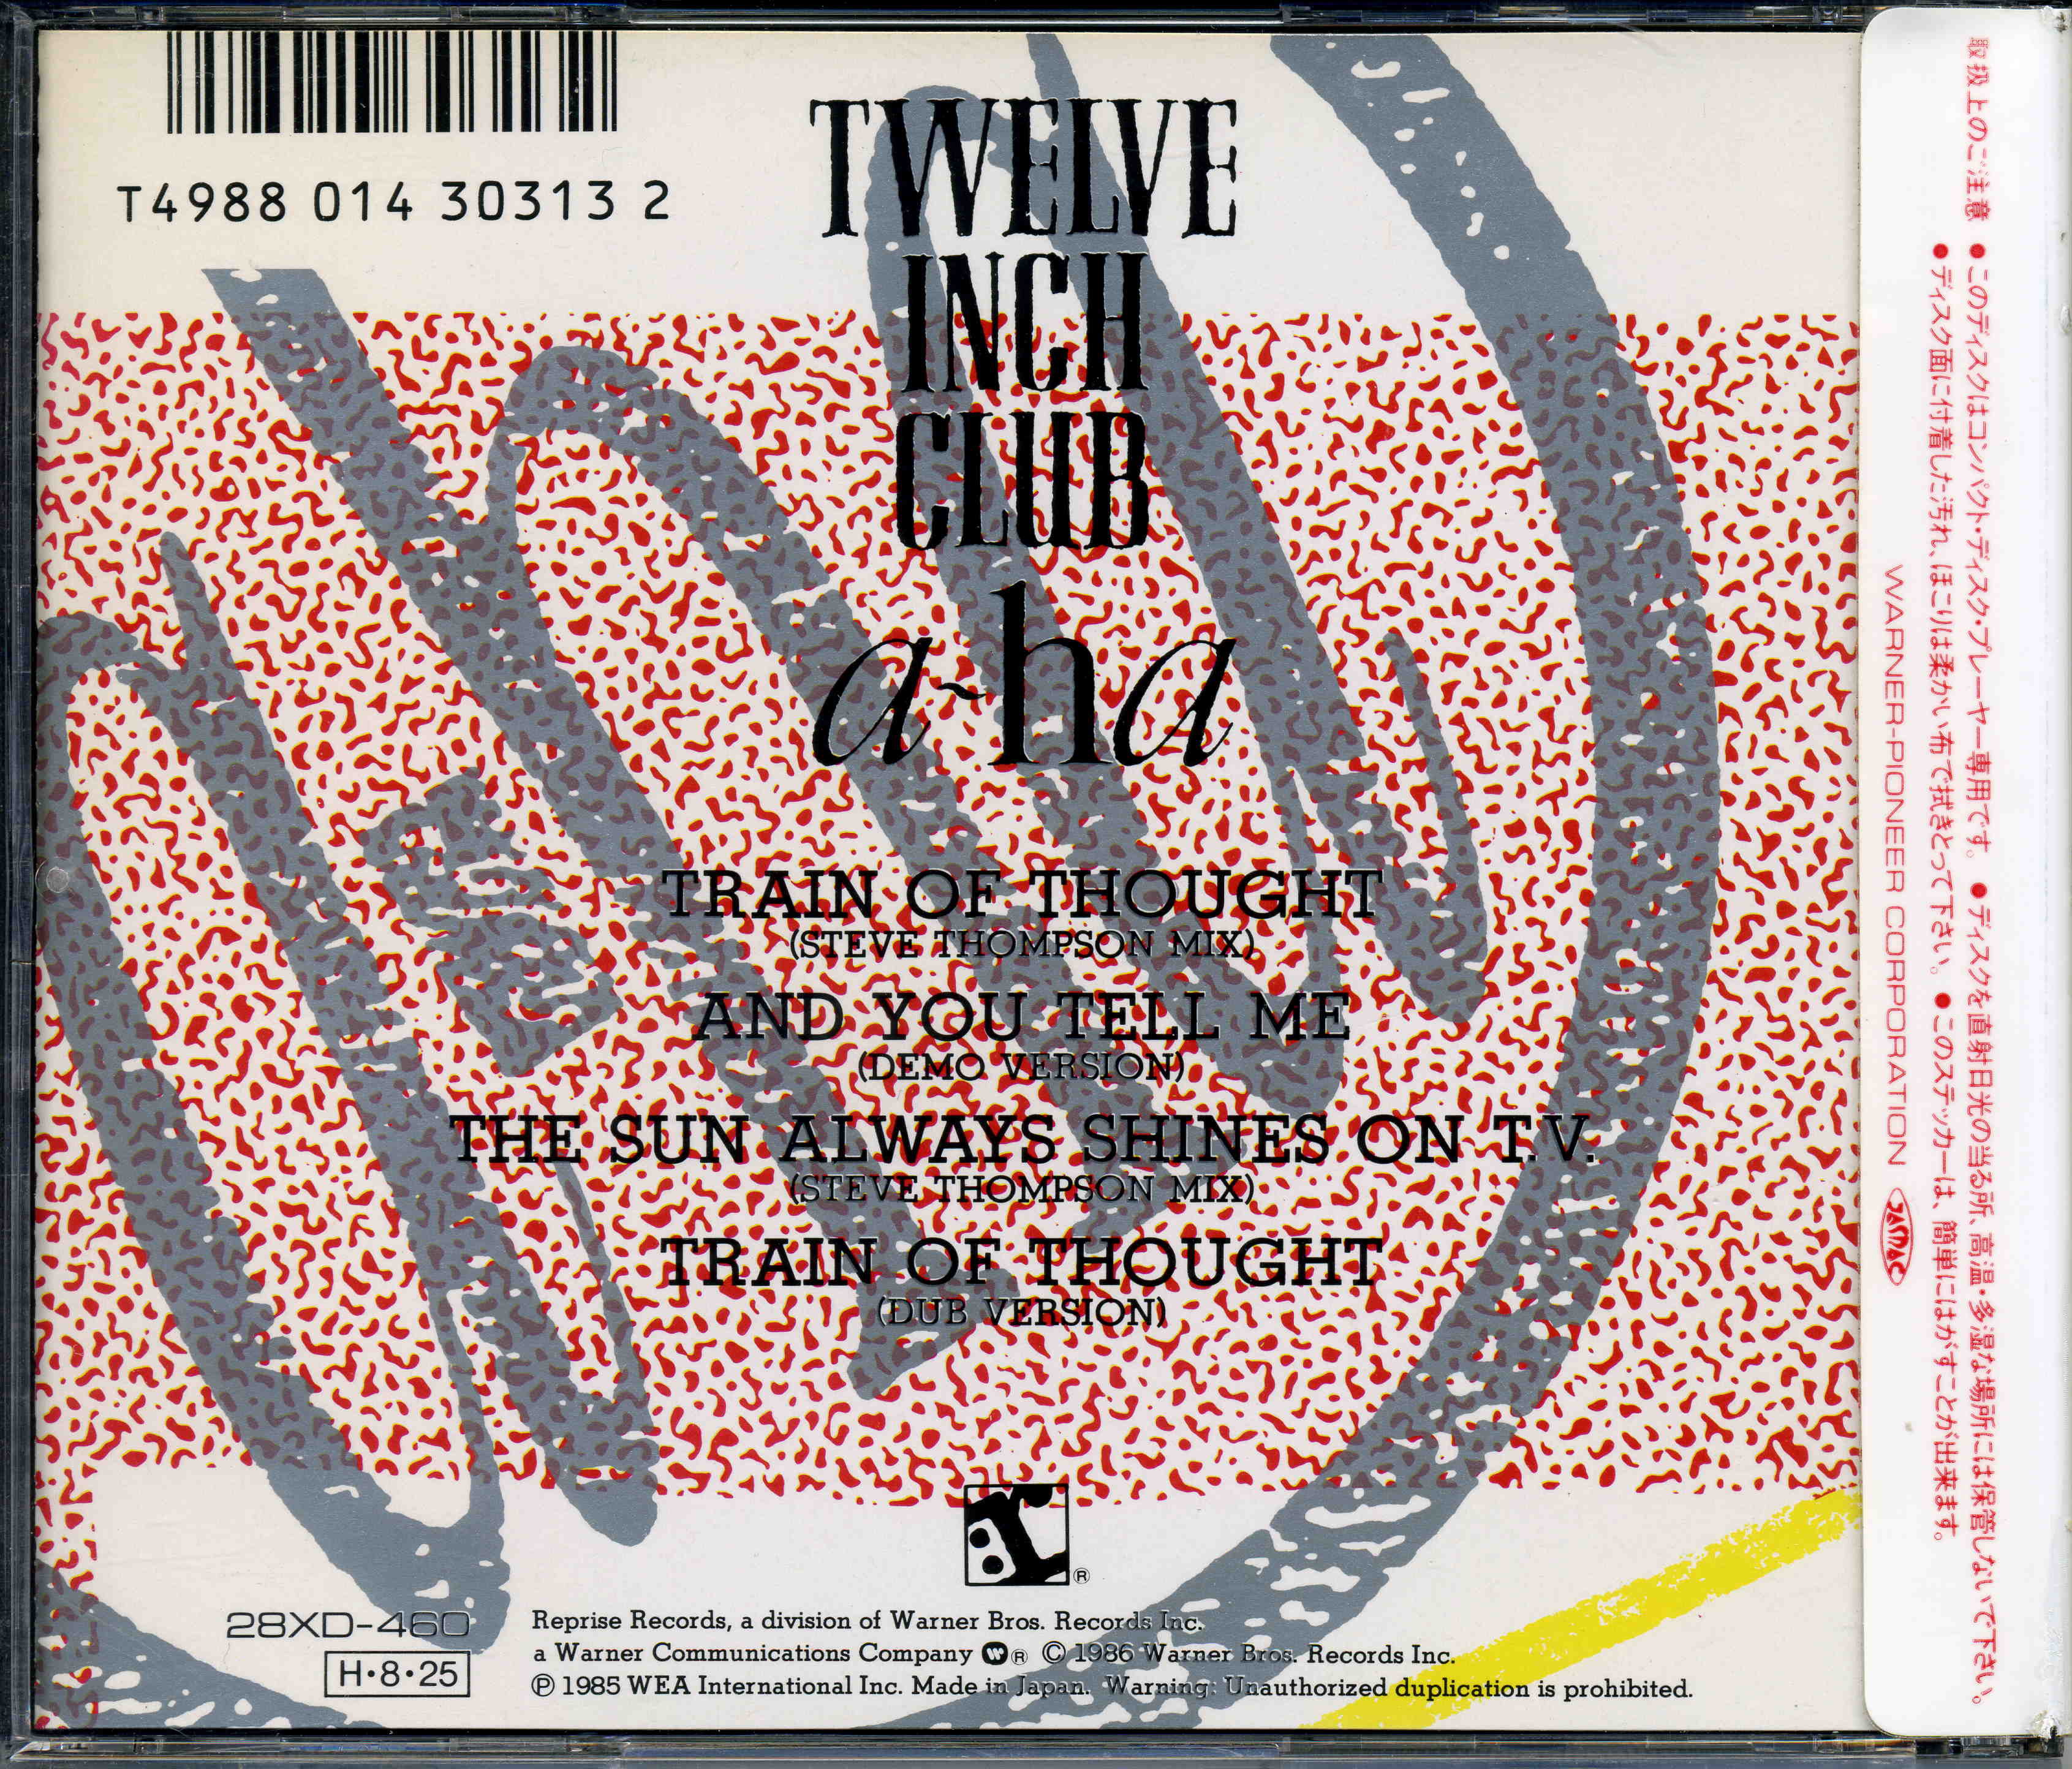 T4988 014 30313 2
TWELVE
INCH
CLUB
a-ha
TRAIN OF THOUGHT
(STEVE THOMPSON MIX)
AND YOU TELL ME
(DEMO VERSION)
THE SUN ALWAYS SHINES ON T.V.
(STEVE THOMPSON MIX)
TRAIN OF THOUGHT
(DUB VERSION)
®
28XD-460
H•8•25
Reprise Records, a division of Warner Bros. Records Inc.
a Warner Communications Company ® © 1986 Warner Bros. Records Inc.
℗ 1985 WEA International Inc. Made in Japan. Warning: Unauthorized duplication is prohibited.
取扱上のご注意 ●このディスクはコンパクト・ディスク・プレーヤー専用です。 ●ディスクを直射日光の当る所、高温・多湿な場所には保管しないで下さい。
●ディスク面に付着した汚れ、ほこりは柔かい布で拭きとって下さい。 ●このステッカーは、簡単にはがすことが出来ます。
WARNER-PIONEER CORPORATION
JASRAC